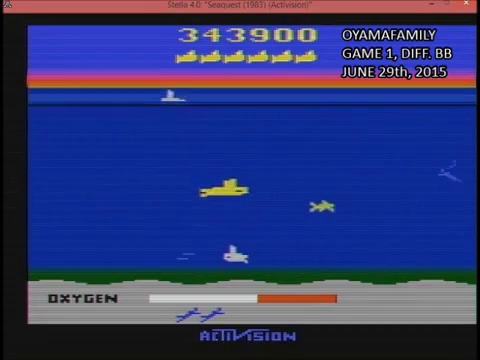 Stella 4.0: "Seaquest (1983) (Activision)"
343900
OYAMAFAMILY
GAME 1, DIFF. BB
JUNE 29th, 2015
OXYGEN
ACTIVISION